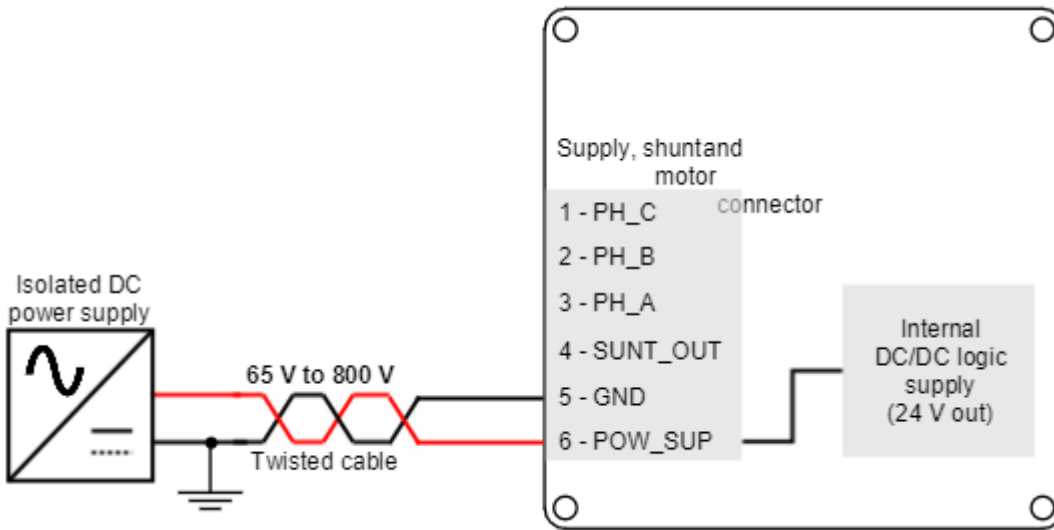 Supply, shuntand
motor
connector
1 - PH_C
2 - PH_B
3 - PH_A
4 - SUNT_OUT
5 - GND
6 - POW_SUP
Isolated DC
power supply
65 V to 800 V
Twisted cable
Internal
DC/DC logic
supply
(24 V out)